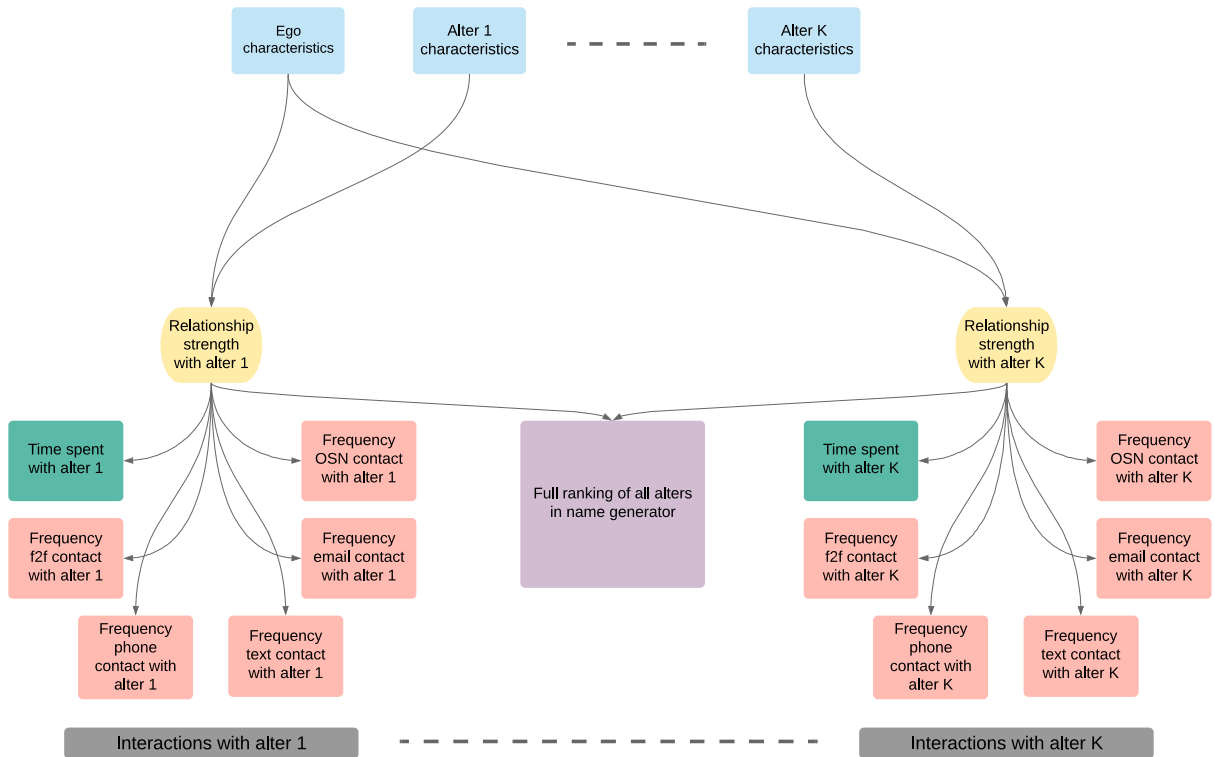 Ego
characteristics
Alter 1
characteristics
Alter K
characteristics
Relationship
strength
with alter 1
Relationship
strength
with alter K
Time spent
with alter 1
Frequency
OSN contact
with alter 1
Full ranking of all alters
in name generator
Time spent
with alter K
Frequency
OSN contact
with alter K
Frequency
f2f contact
with alter 1
Frequency
email contact
with alter 1
Frequency
f2f contact
with alter K
Frequency
email contact
with alter K
Frequency
phone
contact with
alter 1
Frequency
text contact
with alter 1
Frequency
phone
contact with
alter K
Frequency
text contact
with alter K
Interactions with alter 1
Interactions with alter K